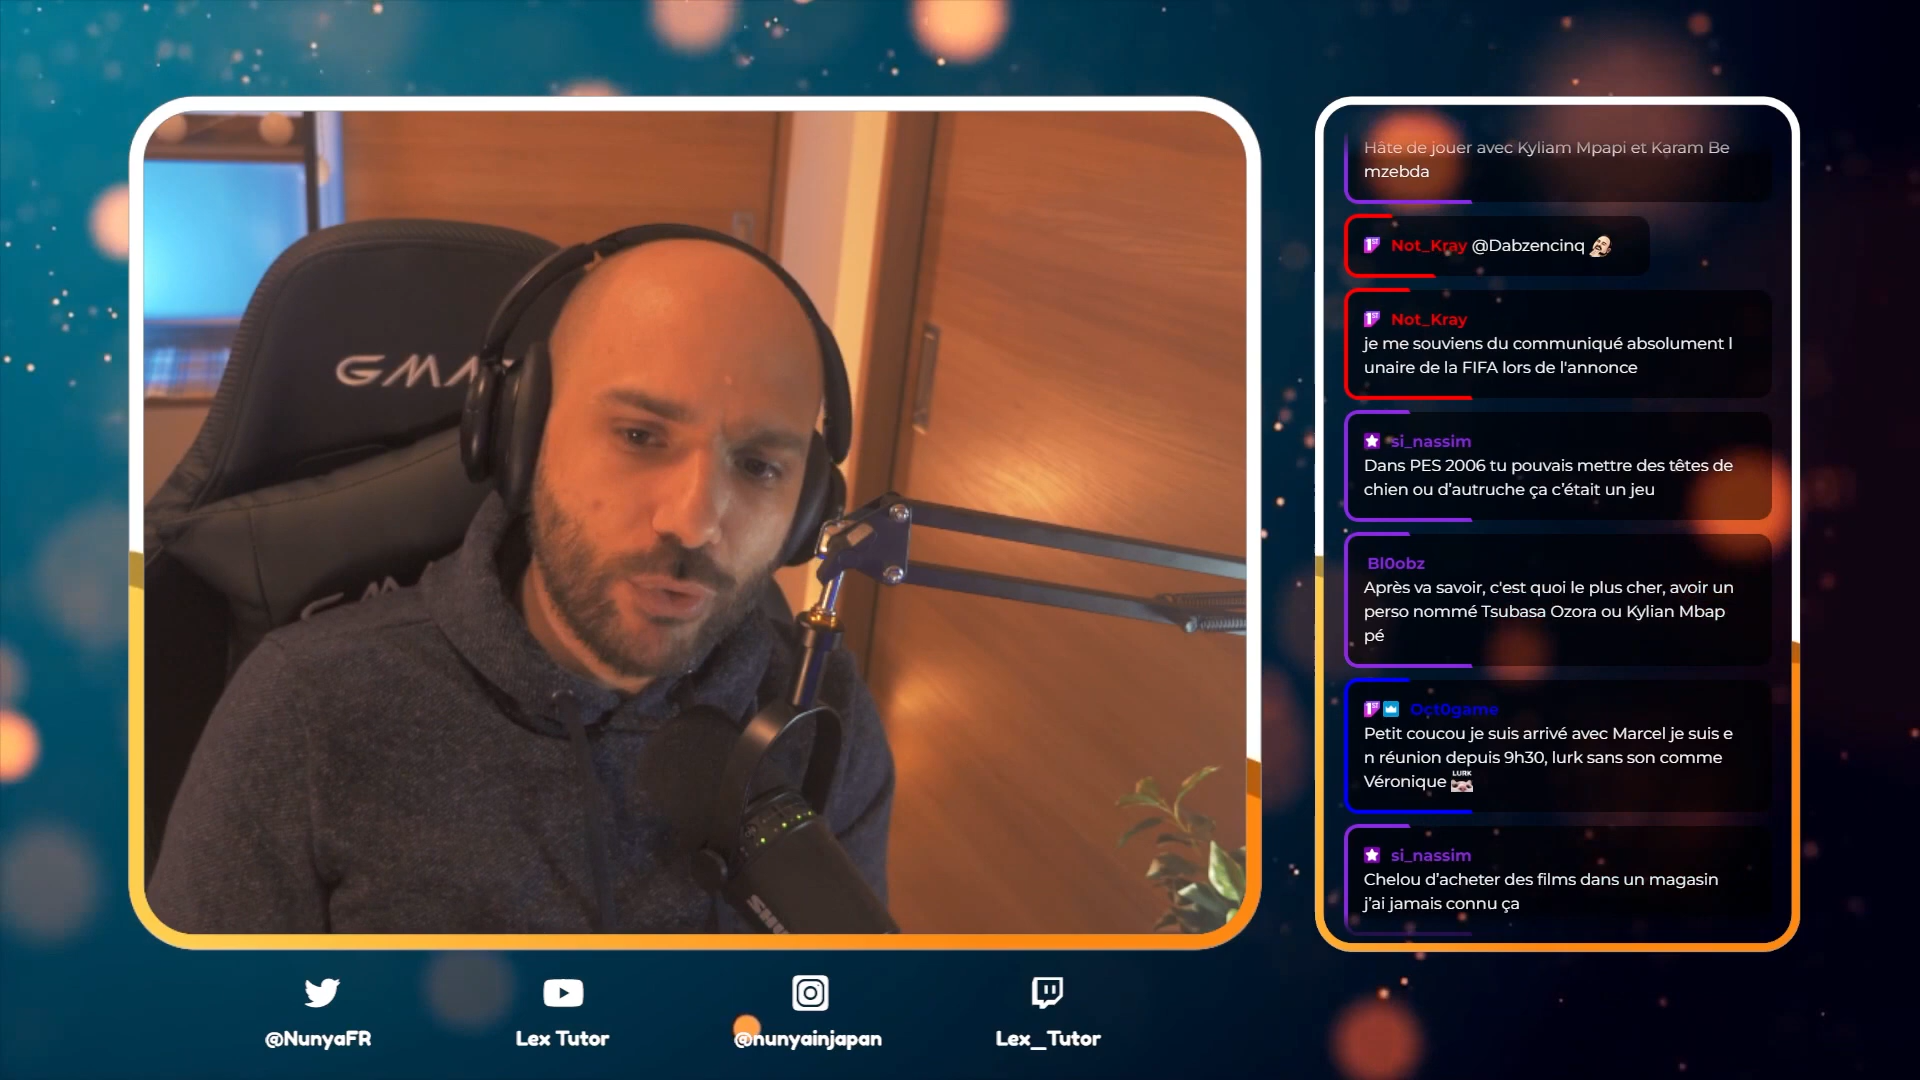 Hâte de jouer avec Kyliam Mpapi et Karam Be
mzebda
Not_Kray @Dabzencinq
Not_Kray
je me souviens du communiqué absolument l
unaire de la FIFA lors de l'annonce
si_nassim
Dans PES 2006 tu pouvais mettre des têtes de
chien ou d'autruche ça c'était un jeu
Bl0obz
Après va savoir, c'est quoi le plus cher, avoir un
perso nommé Tsubasa Ozora ou Kylian Mbap
pé
Oct0game
Petit coucou je suis arrivé avec Marcel je suis e
n réunion depuis 9h30, lurk sans son comme
Véronique
LURK
si_nassim
Chelou d'acheter des films dans un magasin
j'ai jamais connu ça
@NunyaFR
Lex Tutor
@nunyainjapan
Lex_Tutor